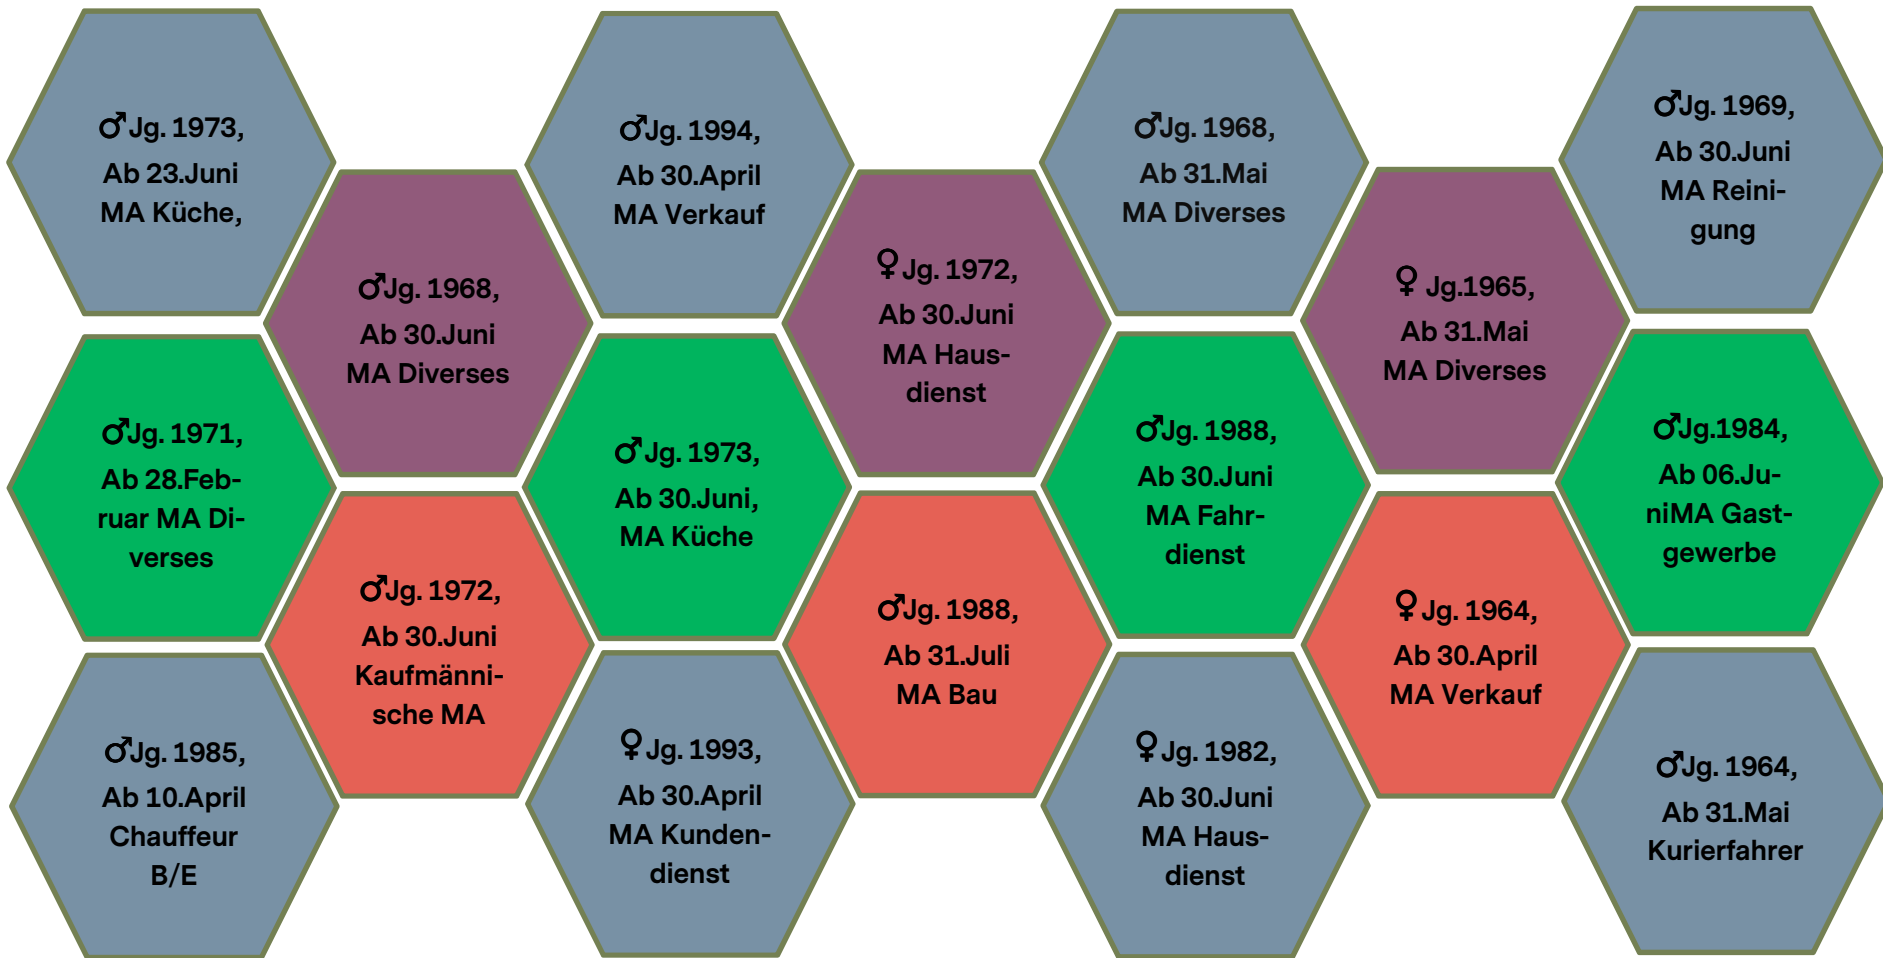 ♂Jg. 1973,
Ab 23.Juni
MA Küche,
♂Jg. 1994,
Ab 30.April
MA Verkauf
♂Jg. 1968,
Ab 31.Mai
MA Diverses
♂Jg. 1969,
Ab 30.Juni
MA Reini-
gung
♂Jg. 1968,
Ab 30.Juni
MA Diverses
♀Jg. 1972,
Ab 30.Juni
MA Haus-
dienst
♀ Jg.1965,
Ab 31.Mai
MA Diverses
♂Jg. 1971,
Ab 28.Feb-
ruar MA Di-
verses
♂Jg. 1973,
Ab 30.Juni,
MA Küche
♂Jg. 1988,
Ab 30.Juni
MA Fahr-
dienst
♂Jg.1984,
Ab 06.Ju-
niMA Gast-
gewerbe
♂Jg. 1972,
Ab 30.Juni
Kaufmänni-
sche MA
♂Jg. 1988,
Ab 31.Juli
MA Bau
♀Jg. 1964,
Ab 30.April
MA Verkauf
♂Jg. 1985,
Ab 10.April
Chauffeur
B/E
♀Jg. 1993,
Ab 30.April
MA Kunden-
dienst
♀Jg. 1982,
Ab 30.Juni
MA Haus-
dienst
♂Jg. 1964,
Ab 31.Mai
Kurierfahrer